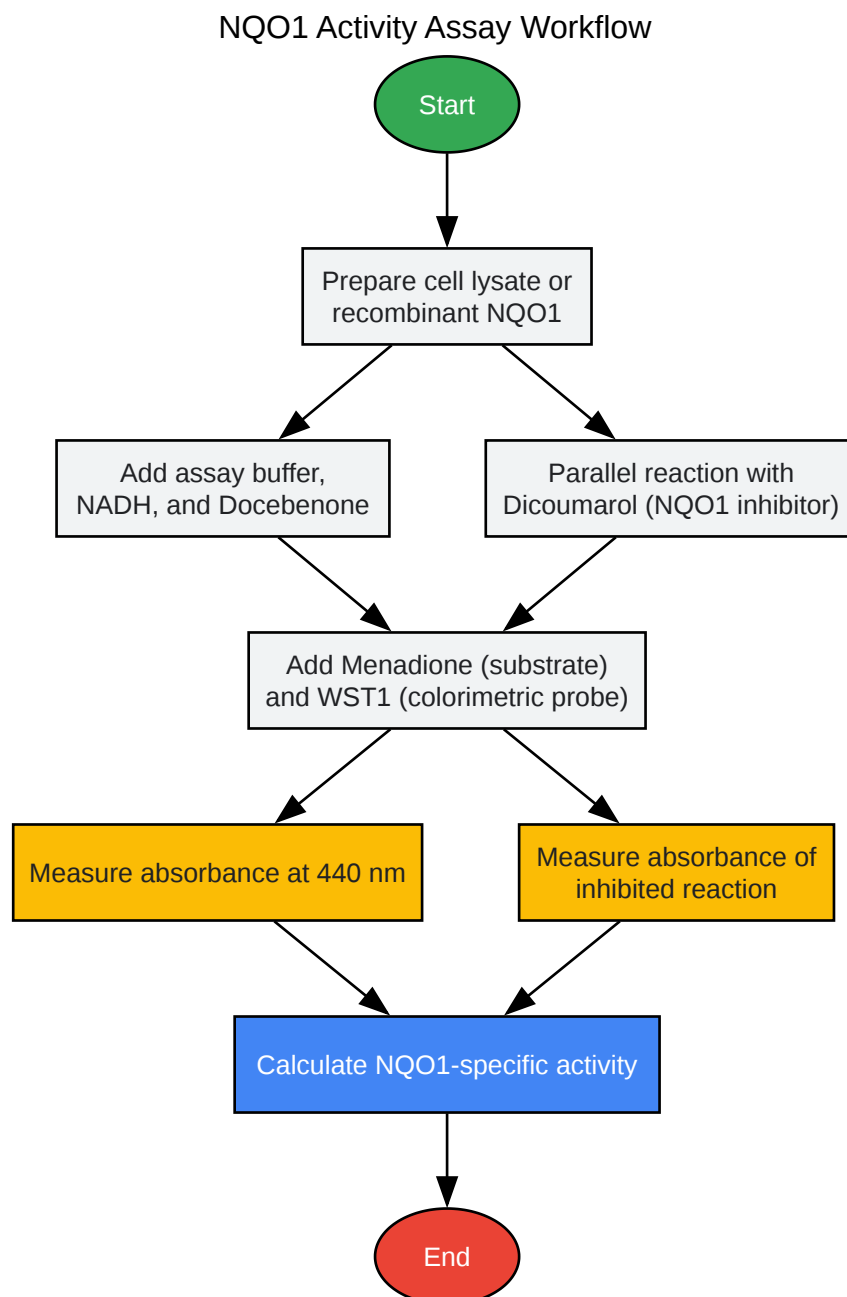 NQO1 Activity Assay Workflow
Start
Prepare cell lysate or
recombinant NQO1
Add assay buffer,
NADH, and Docebenone
Parallel reaction with
Dicoumarol (NQO1 inhibitor)
Add Menadione (substrate)
and WST1 (colorimetric probe)
Measure absorbance at 440 nm
Measure absorbance of
inhibited reaction
Calculate NQO1-specific activity
End